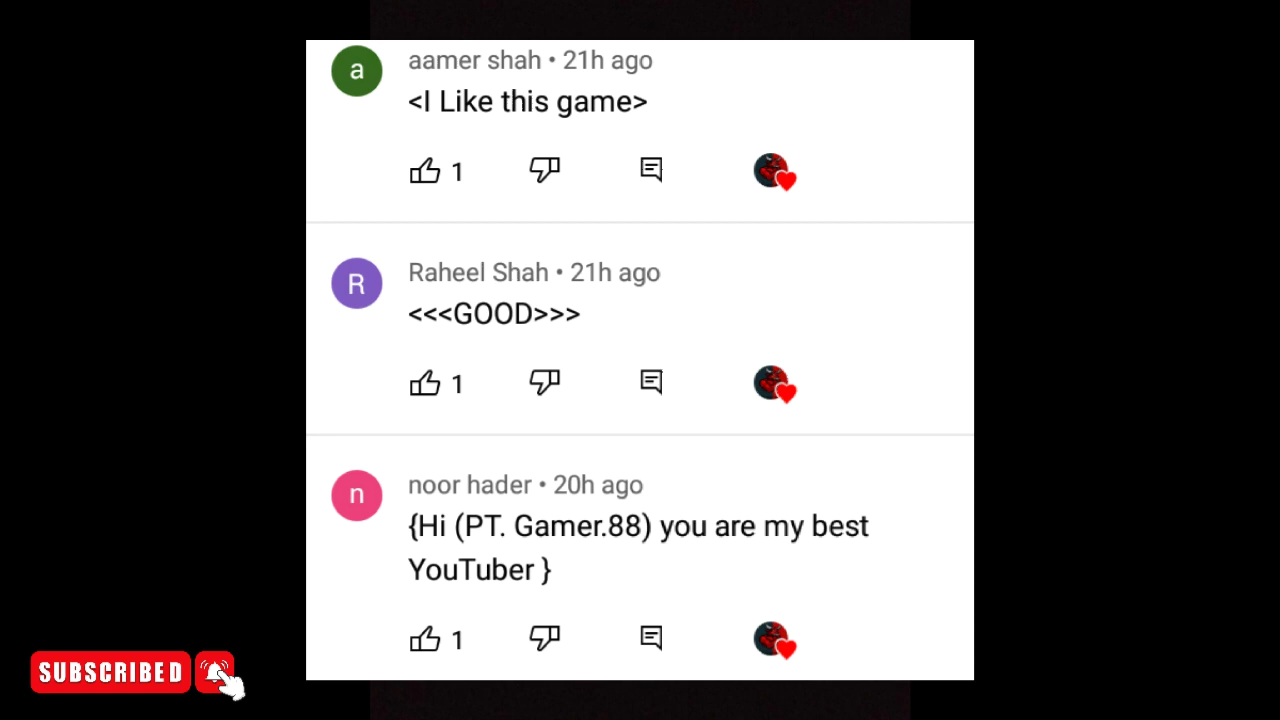 a
aamer shah • 21h ago
<I Like this game>
1
R
Raheel Shah • 21h ago
<<<GOOD>>>
1
n
noor hader • 20h ago
{Hi (PT. Gamer.88) you are my best
YouTuber }
1
SUBSCRIBED